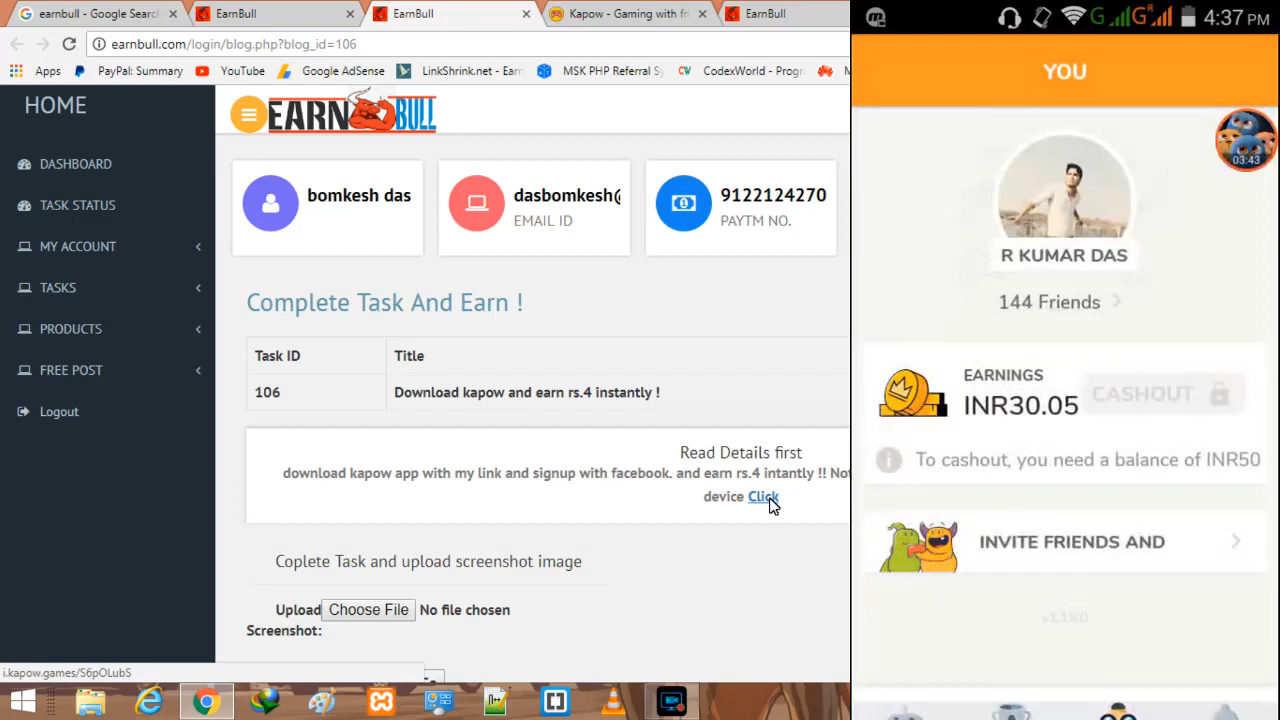 earnbull - Google Searc
EarnBull
EarnBull
Kapow - Gaming with fri
EarnBull
earnbull.com/login/blog.php?blog_id=106
Apps
PayPal: Summary
YouTube
Google AdSense
LinkShrink.net - Earn
MSK PHP Referral Sy
CodexWorld - Progr
HOME
EARN BULL
DASHBOARD
TASK STATUS
MY ACCOUNT
TASKS
PRODUCTS
FREE POST
Logout
bomkesh das
dasbomkesh@
EMAIL ID
9122124270
PAYTM NO.
Complete Task And Earn !
Task ID
Title
106
Download kapow and earn rs.4 instantly !
Read Details first
download kapow app with my link and signup with facebook. and earn rs.4 intantly !! Not
device Click
Coplete Task and upload screenshot image
Upload Choose File No file chosen
Screenshot:
i.kapow.games/S6pOLubS
G G R 4:37 PM
YOU
03:43
R KUMAR DAS
144 Friends
EARNINGS
INR30.05
CASHOUT
To cashout, you need a balance of INR50
INVITE FRIENDS AND
v1.19.0